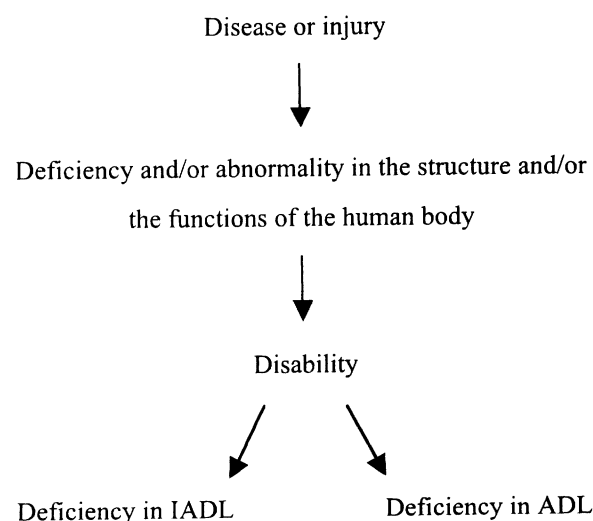 Disease or injury
Deficiency and/or abnormality in the structure and/or
the functions of the human body
Disability
Deficiency in IADL
Deficiency in ADL